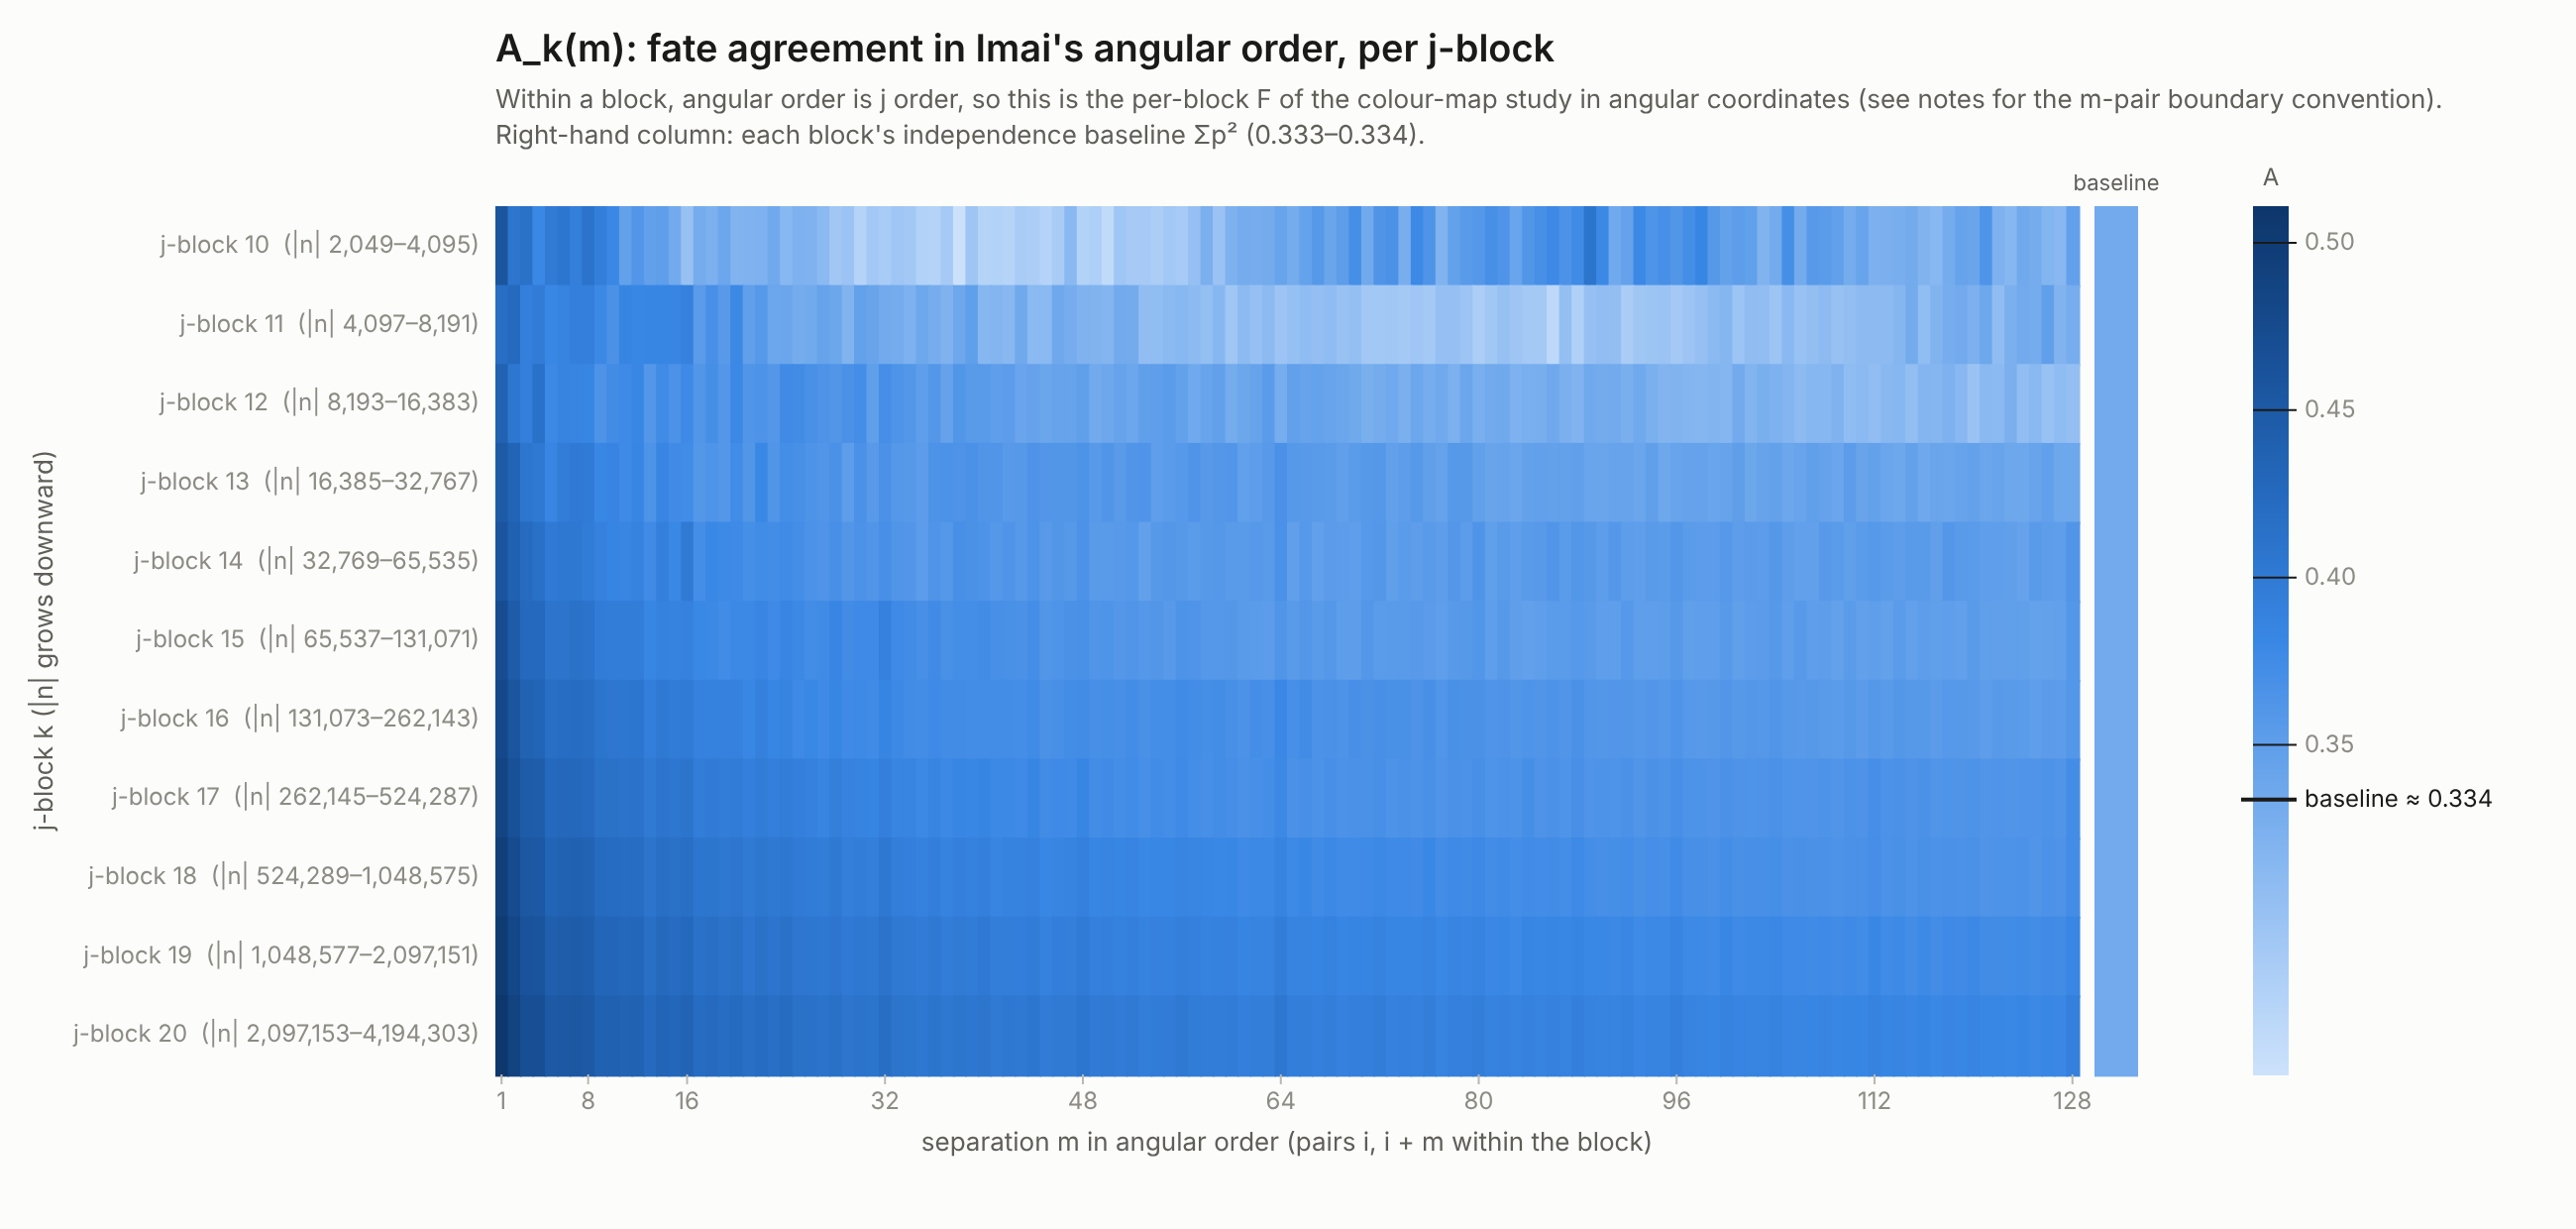 A_k(m): fate agreement in Imai's angular order, per j-block
Within a block, angular order is j order, so this is the per-block F of the colour-map study in angular coordinates (see notes for the m-pair boundary convention).
Right-hand column: each block's independence baseline Σp² (0.333–0.334).
baseline
A
j-block k (|n| grows downward)
j-block 10 (|n| 2,049–4,095)
j-block 11 (|n| 4,097–8,191)
j-block 12 (|n| 8,193–16,383)
j-block 13 (|n| 16,385–32,767)
j-block 14 (|n| 32,769–65,535)
j-block 15 (|n| 65,537–131,071)
j-block 16 (|n| 131,073–262,143)
j-block 17 (|n| 262,145–524,287)
j-block 18 (|n| 524,289–1,048,575)
j-block 19 (|n| 1,048,577–2,097,151)
j-block 20 (|n| 2,097,153–4,194,303)
0.50
0.45
0.40
0.35
baseline ≈ 0.334
1 8 16 32 48 64 80 96 112 128
separation m in angular order (pairs i, i + m within the block)